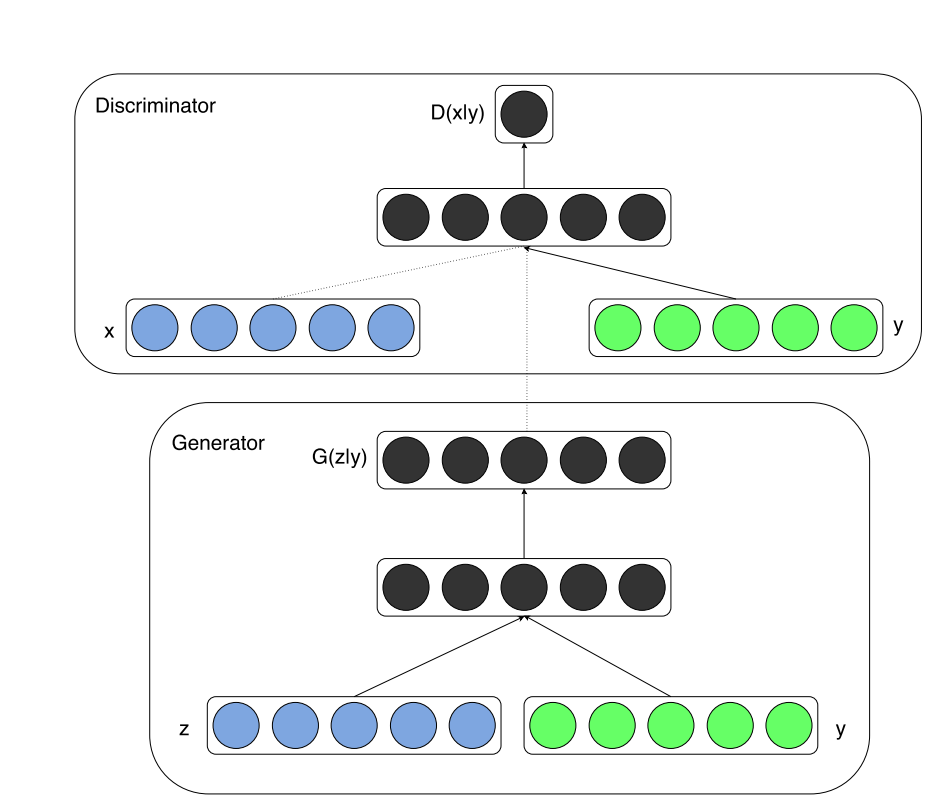 Discriminator
D(x|y)
x
y
Generator
G(z|y)
z
y